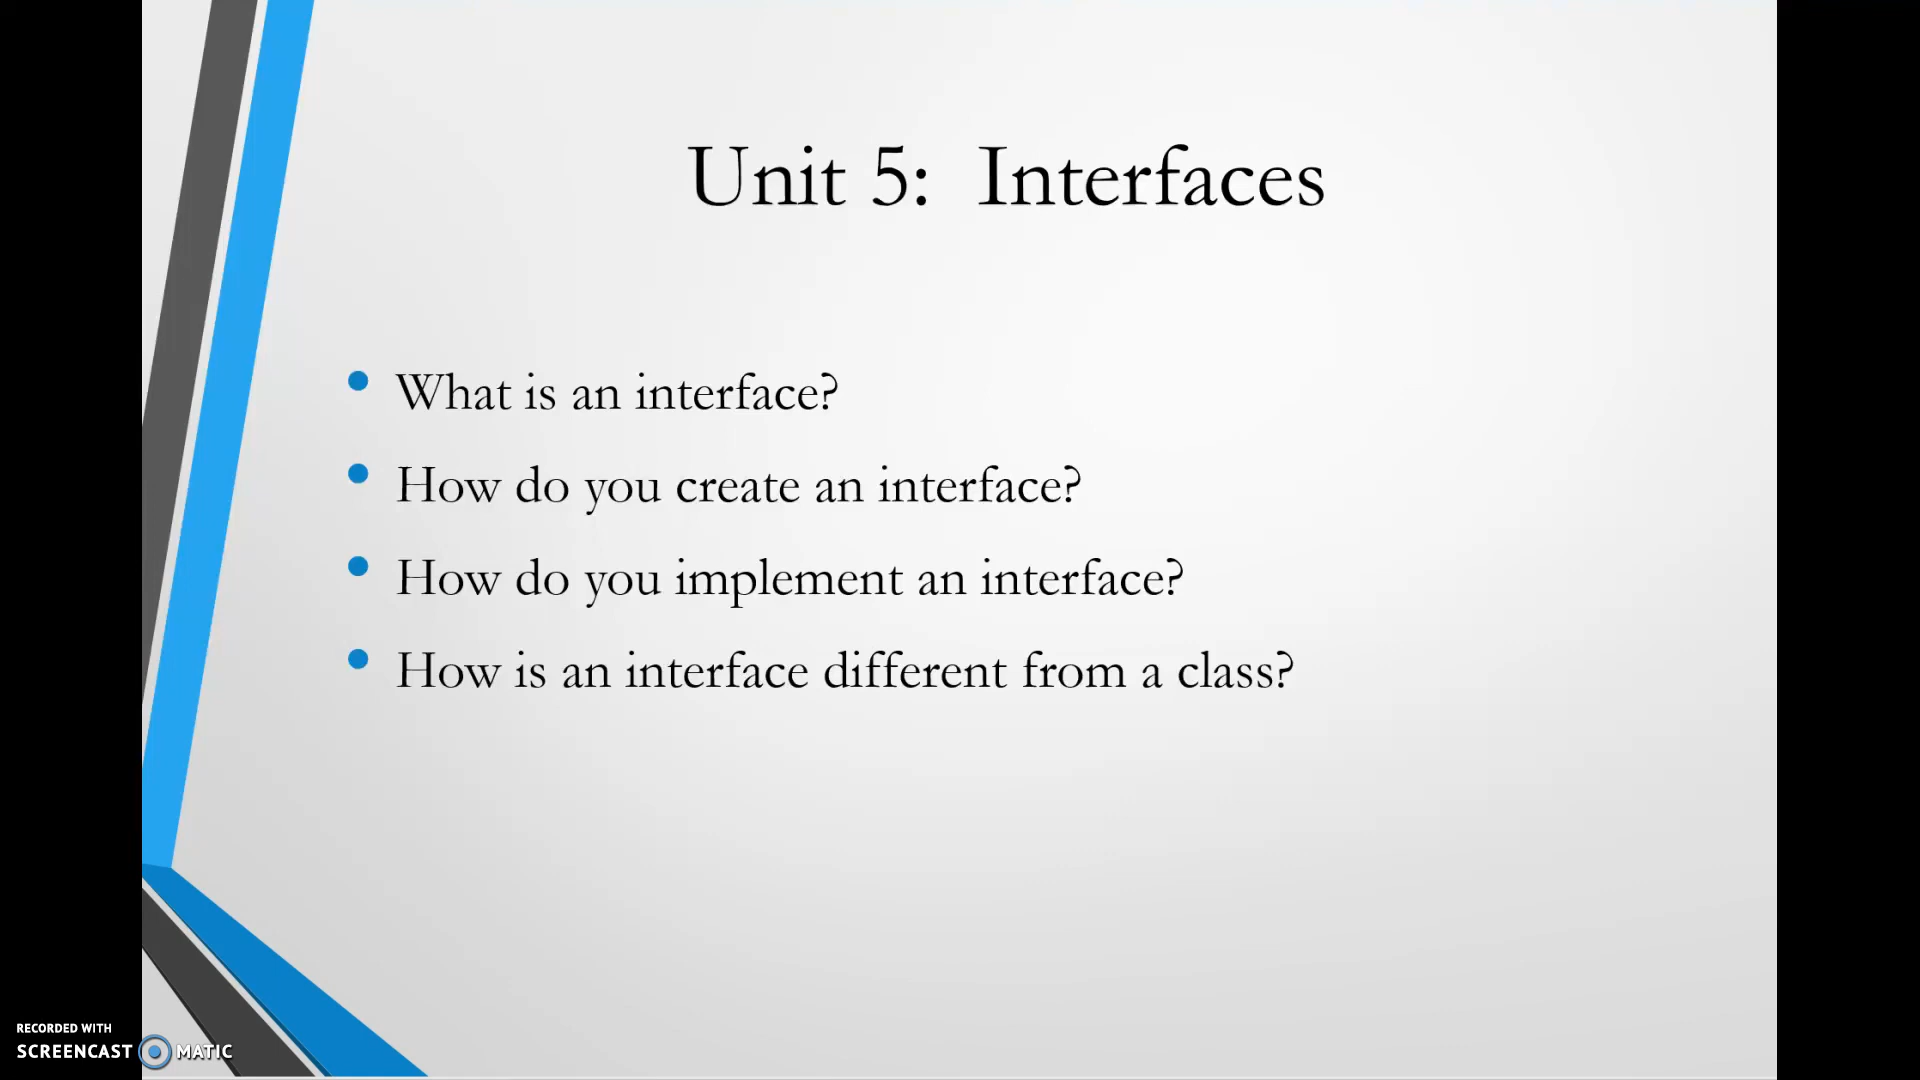 Unit 5:  Interfaces
What is an interface?
How do you create an interface?
How do you implement an interface?
How is an interface different from a class?
RECORDED WITH
SCREENCAST MATIC